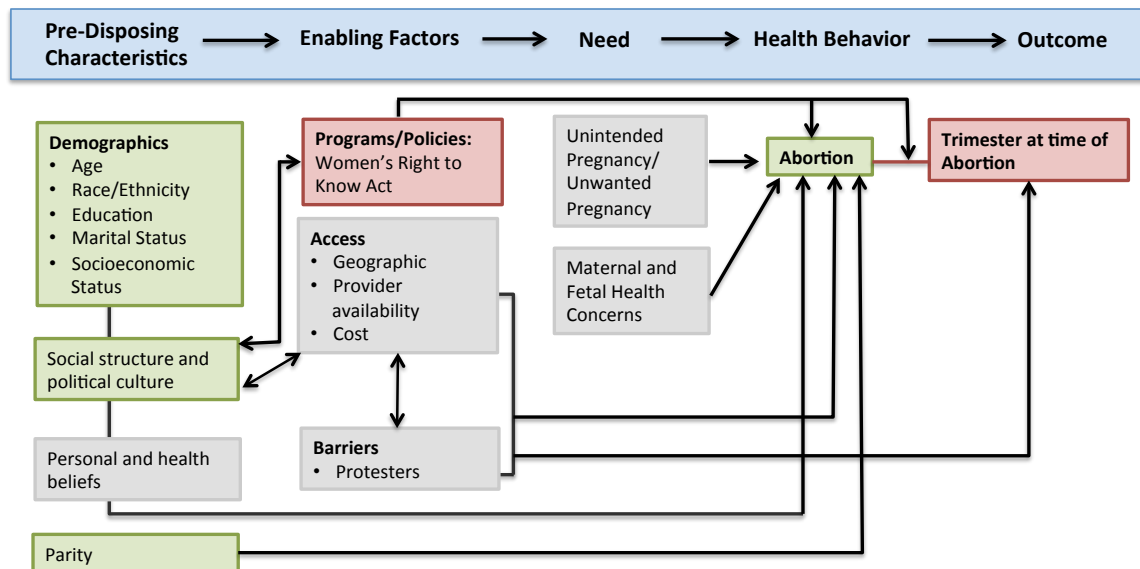 Pre-Disposing
Characteristics
Enabling Factors
Need
Health Behavior
Outcome
Demographics
• Age
• Race/Ethnicity
• Education
• Marital Status
• Socioeconomic
Status
Social structure and
political culture
Personal and health
beliefs
Parity
Programs/Policies:
Women's Right to
Know Act
Access
• Geographic
• Provider
availability
• Cost
Barriers
• Protesters
Unintended
Pregnancy/
Unwanted
Pregnancy
Maternal and
Fetal Health
Concerns
Abortion
Trimester at time of
Abortion